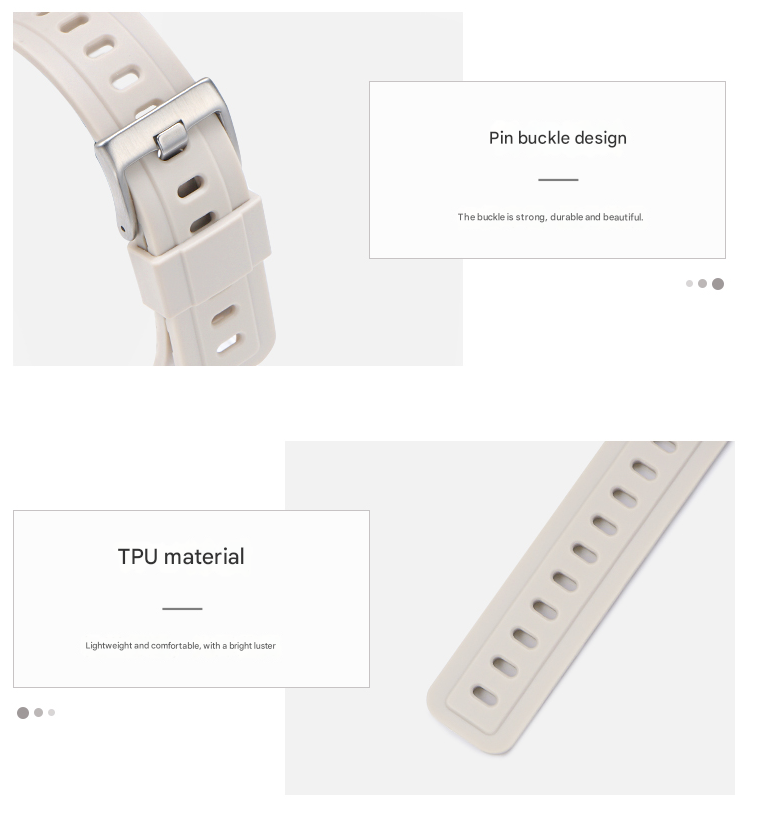 Pin buckle design
The buckle is strong, durable and beautiful.
TPU material
Lightweight and comfortable, with a bright luster